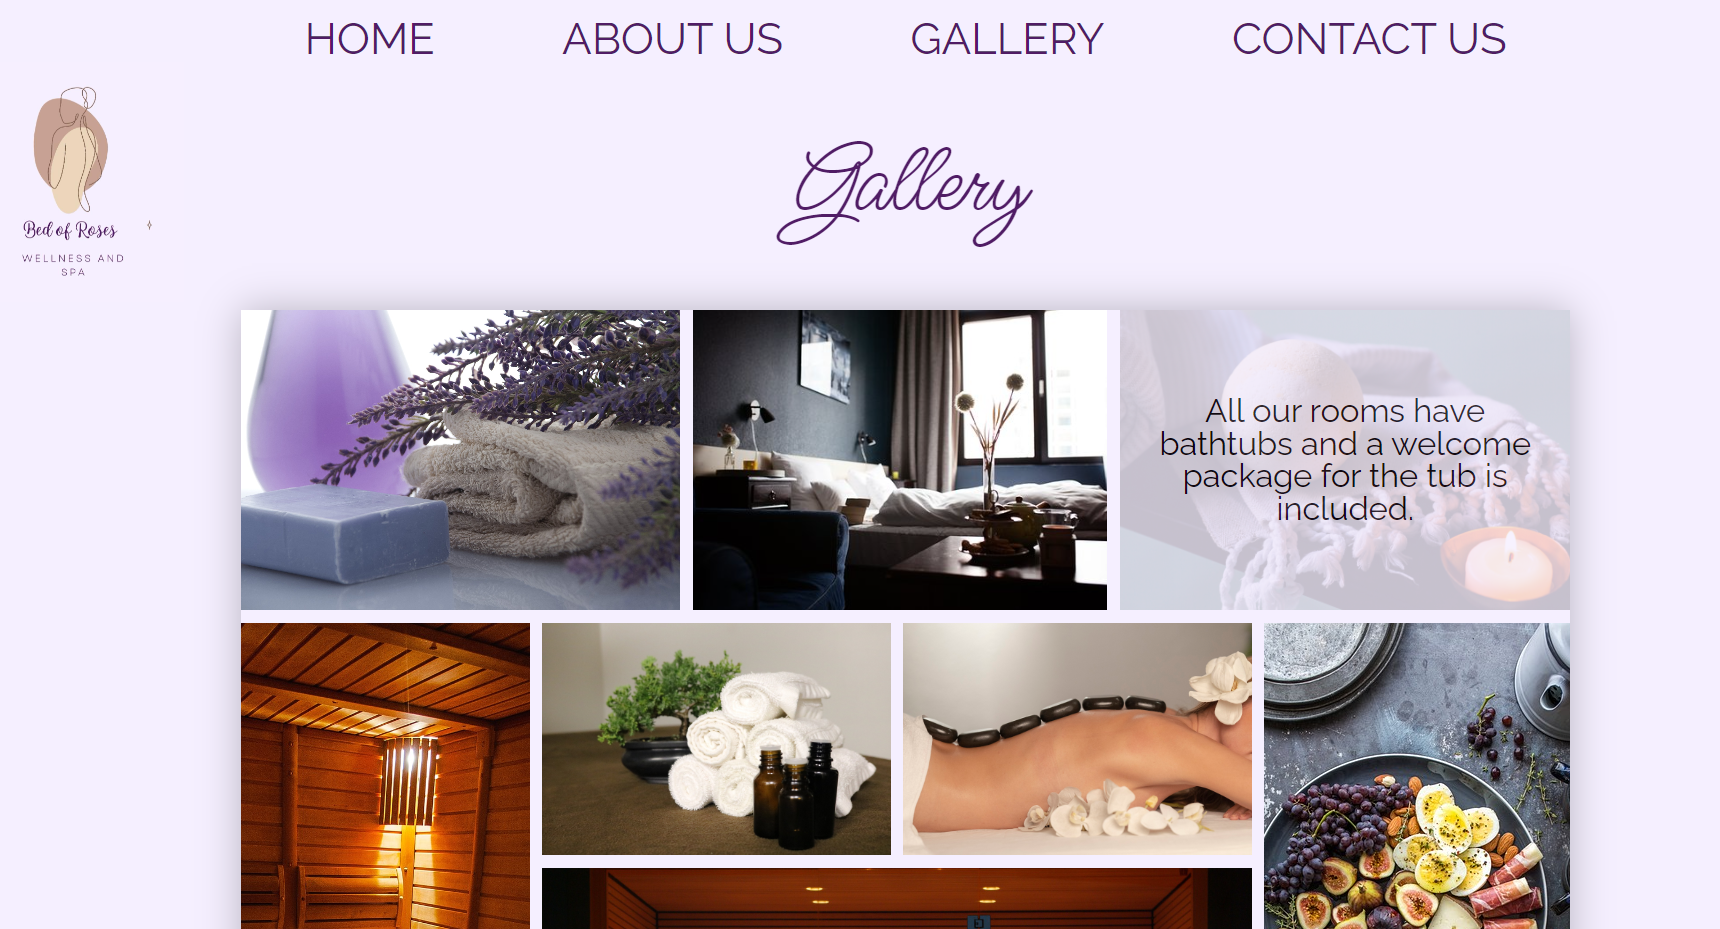 HOME ABOUT US GALLERY CONTACT US
Gallery
Bed of Roses
WELLNESS AND
SPA
All our rooms have
bathtubs and a welcome
package for the tub is
included.